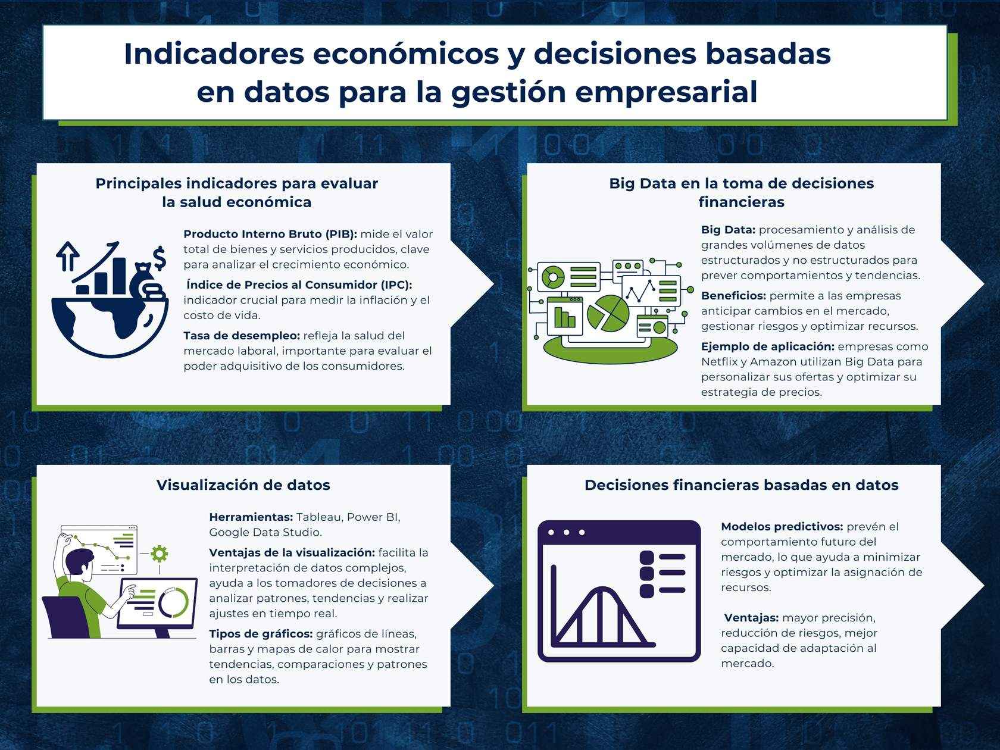 Indicadores económicos y decisiones basadas
en datos para la gestión empresarial
Principales indicadores para evaluar
la salud económica
Producto Interno Bruto (PIB): mide el valor
total de bienes y servicios producidos, clave
para analizar el crecimiento económico.
Índice de Precios al Consumidor (IPC):
indicador crucial para medir la inflación y el
costo de vida.
Tasa de desempleo: refleja la salud del
mercado laboral, importante para evaluar el
poder adquisitivo de los consumidores.
Big Data en la toma de decisiones
financieras
Big Data: procesamiento y análisis de
grandes volúmenes de datos
estructurados y no estructurados para
prever comportamientos y tendencias.
Beneficios: permite a las empresas
anticipar cambios en el mercado,
gestionar riesgos y optimizar recursos.
Ejemplo de aplicación: empresas como
Netflix y Amazon utilizan Big Data para
personalizar sus ofertas y optimizar su
estrategia de precios.
Visualización de datos
Herramientas: Tableau, Power BI,
Google Data Studio.
Ventajas de la visualización: facilita la
interpretación de datos complejos,
ayuda a los tomadores de decisiones a
analizar patrones, tendencias y realizar
ajustes en tiempo real.
Tipos de gráficos: gráficos de líneas,
barras y mapas de calor para mostrar
tendencias, comparaciones y patrones
en los datos.
Decisiones financieras basadas en datos
Modelos predictivos: prevén el
comportamiento futuro del
mercado, lo que ayuda a minimizar
riesgos y optimizar la asignación de
recursos.
Ventajas: mayor precisión,
reducción de riesgos, mejor
capacidad de adaptación al
mercado.